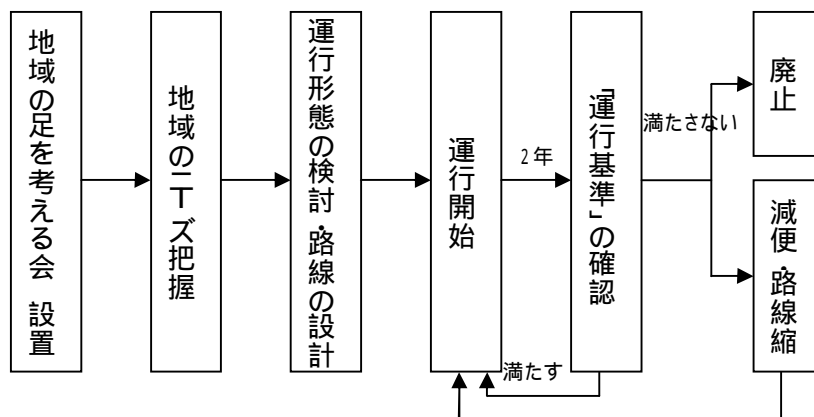 地域の足を考える会 設置
地域のニーズ把握
運行形態の検討・路線の設計
運行開始
2年
「運行基準」の確認
満たさない
廃止
減便・路線縮
満たす